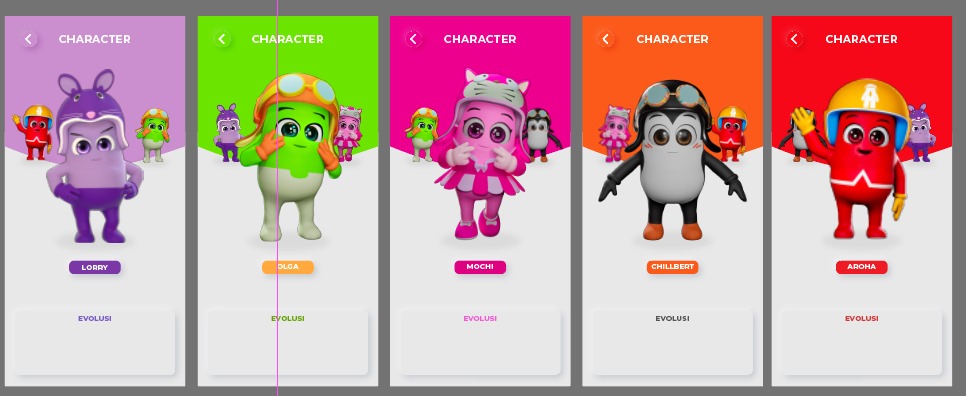 CHARACTER
LORRY
EVOLUSI
CHARACTER
OLGA
EVOLUSI
CHARACTER
MOCHI
EVOLUSI
CHARACTER
CHILLBERT
EVOLUSI
CHARACTER
AROHA
EVOLUSI